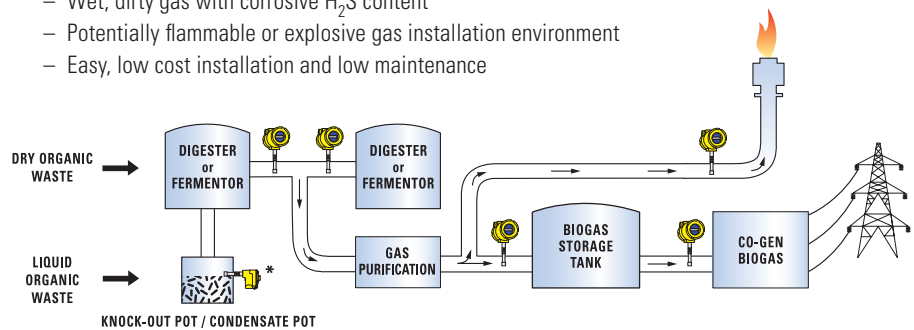 – Wet, dirty gas with corrosive H₂S content
– Potentially flammable or explosive gas installation environment
– Easy, low cost installation and low maintenance
DRY ORGANIC
WASTE
DIGESTER
or
FERMENTOR
DIGESTER
or
FERMENTOR
LIQUID
ORGANIC
WASTE
*
GAS
PURIFICATION
BIOGAS
STORAGE
TANK
CO-GEN
BIOGAS
KNOCK-OUT POT / CONDENSATE POT